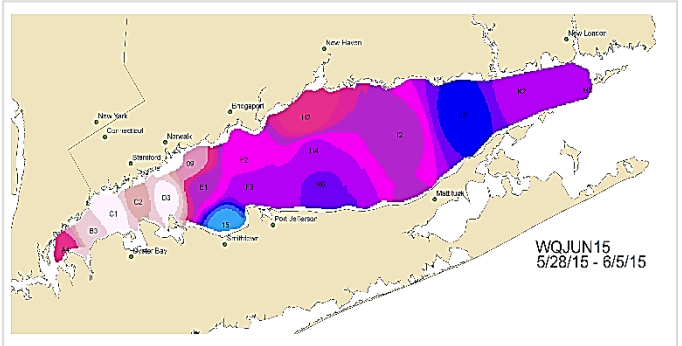 New London
New Haven
K2
M3
Bridgeport
H2
New York
Connecticut
I2
Norwalk
H4
Stamford
09
F2
E1
F3
H6
D3
C2
C1
Mattituck
15
Port Jefferson
B3
Smithtown
A4
Oyster Bay
WQJUN15
5/28/15 - 6/5/15